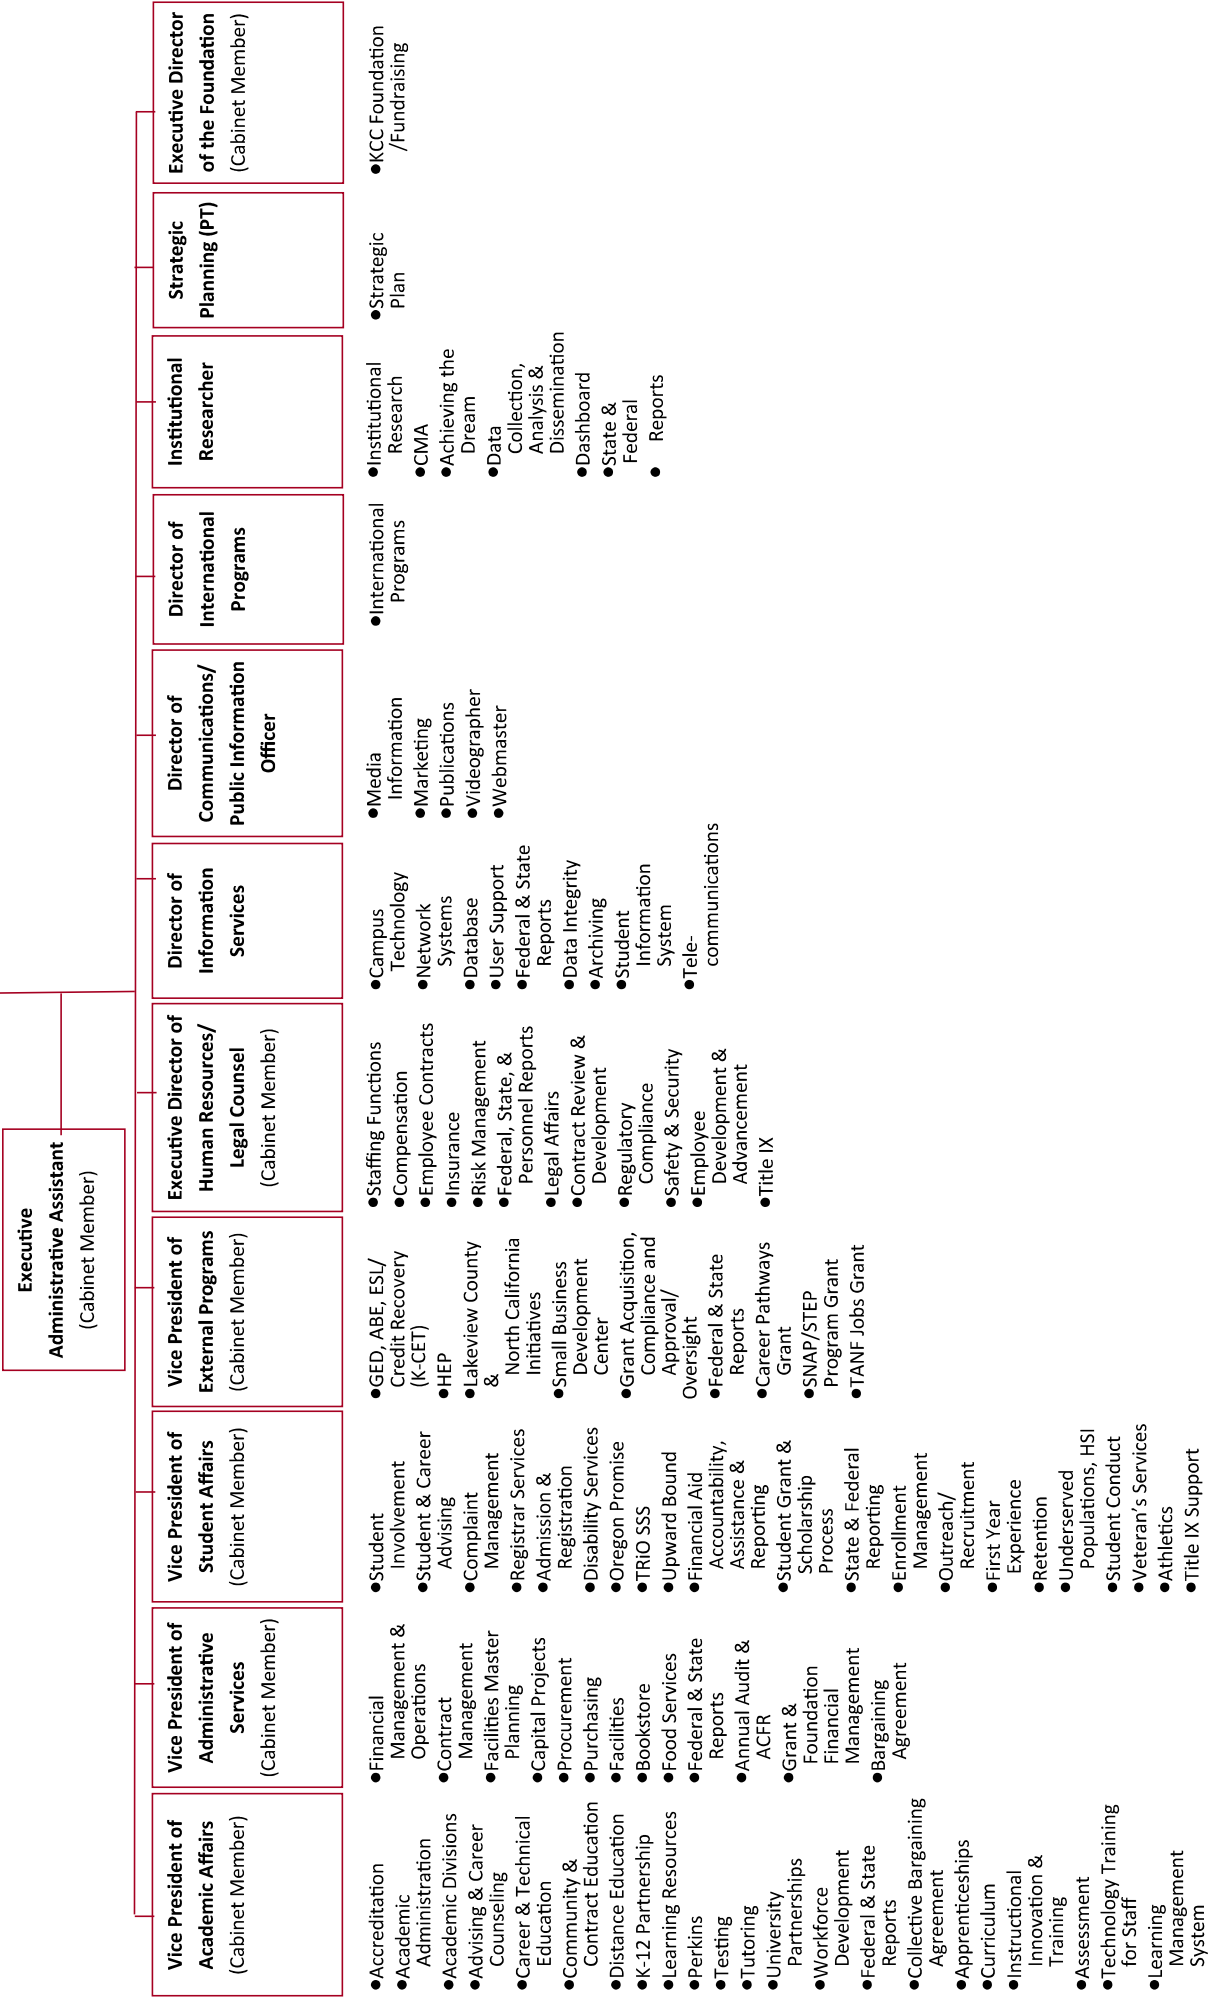 Executive
Administrative Assistant
(Cabinet Member)
Vice President of
Academic Affairs
(Cabinet Member)
●Accreditation
●Academic
Administration
●Academic Divisions
●Advising & Career
Counseling
●Career & Technical
Education
●Community &
Contract Education
●Distance Education
●K-12 Partnership
●Learning Resources
●Perkins
●Testing
●Tutoring
●University
Partnerships
●Workforce
Development
●Federal & State
Reports
●Collective Bargaining
Agreement
●Apprenticeships
●Curriculum
●Instructional
Innovation &
Training
●Assessment
●Technology Training
for Staff
●Learning
Management
System
Vice President of
Administrative
Services
(Cabinet Member)
●Financial
Management &
Operations
●Contract
Management
●Facilities Master
Planning
●Capital Projects
●Procurement
●Purchasing
●Facilities
●Bookstore
●Food Services
●Federal & State
Reports
●Annual Audit &
ACFR
●Grant &
Foundation
Financial
Management
●Bargaining
Agreement
Vice President of
Student Affairs
(Cabinet Member)
●Student
Involvement
●Student & Career
Advising
●Complaint
Management
●Registrar Services
●Admission &
Registration
●Disability Services
●Oregon Promise
●TRiO SSS
●Upward Bound
●Financial Aid
Accountability,
Assistance &
Reporting
●Student Grant &
Scholarship
Process
●State & Federal
Reporting
●Enrollment
Management
●Outreach/
Recruitment
●First Year
Experience
●Retention
●Underserved
Populations, HSI
●Student Conduct
●Veteran's Services
●Athletics
●Title IX Support
Vice President of
External Programs
(Cabinet Member)
●GED, ABE, ESL/
Credit Recovery
(K-CET)
●HEP
●Lakeview County
&
North California
Initiatives
●Small Business
Development
Center
●Grant Acquisition,
Compliance and
Approval/
Oversight
●Federal & State
Reports
●Career Pathways
Grant
●SNAP/STEP
Program Grant
●TANF Jobs Grant
Executive Director of
Human Resources/
Legal Counsel
(Cabinet Member)
●Staffing Functions
●Compensation
●Employee Contracts
●Insurance
●Risk Management
●Federal, State, &
Personnel Reports
●Legal Affairs
●Contract Review &
Development
●Regulatory
Compliance
●Safety & Security
●Employee
Development &
Advancement
●Title IX
Director of
Information
Services
●Campus
Technology
●Network
Systems
●Database
●User Support
●Federal & State
Reports
●Data Integrity
●Archiving
●Student
Information
System
●Tele-
communications
Director of
Communications/
Public Information
Officer
●Media
Information
●Marketing
●Publications
●Videographer
●Webmaster
Director of
International
Programs
●International
Programs
Institutional
Researcher
●Institutional
Research
●CMA
●Achieving the
Dream
●Data
Collection,
Analysis &
Dissemination
●Dashboard
●State &
Federal
● Reports
Strategic
Planning (PT)
●Strategic
Plan
Executive Director
of the Foundation
(Cabinet Member)
●KCC Foundation
/Fundraising